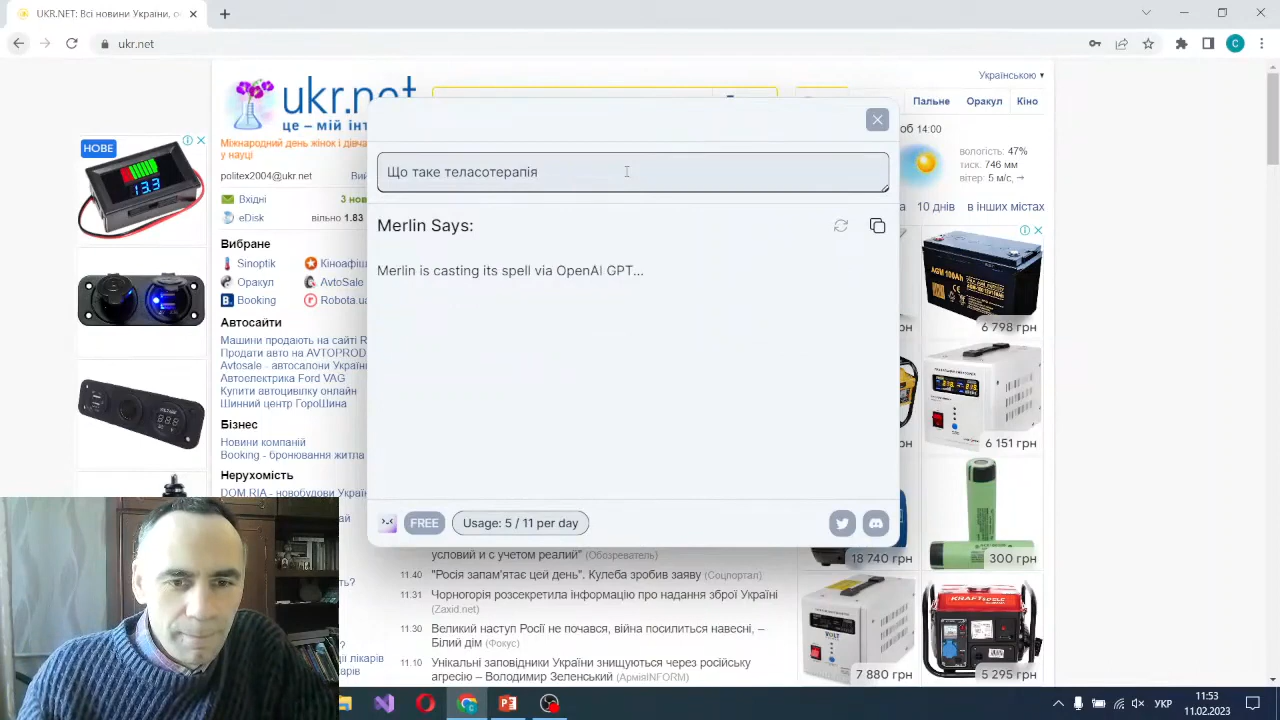 UKR.NET: Всі новини України,
ukr.net
Українською
ukr.net
це – мій інт
Міжнародний день жінок і дівча
у науці
politex2004@ukr.net
Вхідні
3 нов
eDisk
вільно 1.83
Вибране
Sinoptik
Кіноафіш
Оракул
AvtoSale
Booking
Robota.ua
Автосайти
Машини продають на сайті R
Продати авто на AVTOPROD
Avtosale - автосалони Україні
Автоелектрика Ford VAG
Купити автоцивілку онлайн
Шинний центр ГороШина
Бізнес
Новини компаній
Booking - бронювання житла
Нерухомість
DOM.RIA - новобудови Украї
НОВЕ
13.3
Що таке теласотерапія
Merlin Says:
Merlin is casting its spell via OpenAI GPT...
FREE
Usage: 5 / 11 per day
Пальне
Оракул
Кіно
об 14:00
вологість: 47%
тиск: 746 мм
вітер: 5 м/с, →
10 днів
в інших містах
6 798 грн
6 151 грн
18 740 грн
300 грн
7 880 грн
5 295 грн
условий и с учетом реалий" (Обозреватель)
11.40 "Росія запам'ятає цей день". Кулеба зробив заяву (Соцпортал)
11.31 Чорногорія розсекретила інформацію про надання зброї Україні
(Zaxid.net)
11.30 Великий наступ Росії не почався, війна посилиться навесні, –
Білий дім (Фокус)
11.10 Унікальні заповідники України знищуються через російську
агресію – Володимир Зеленський (АрміяINFORM)
ії лікарів
УКР
11:53
11.02.2023